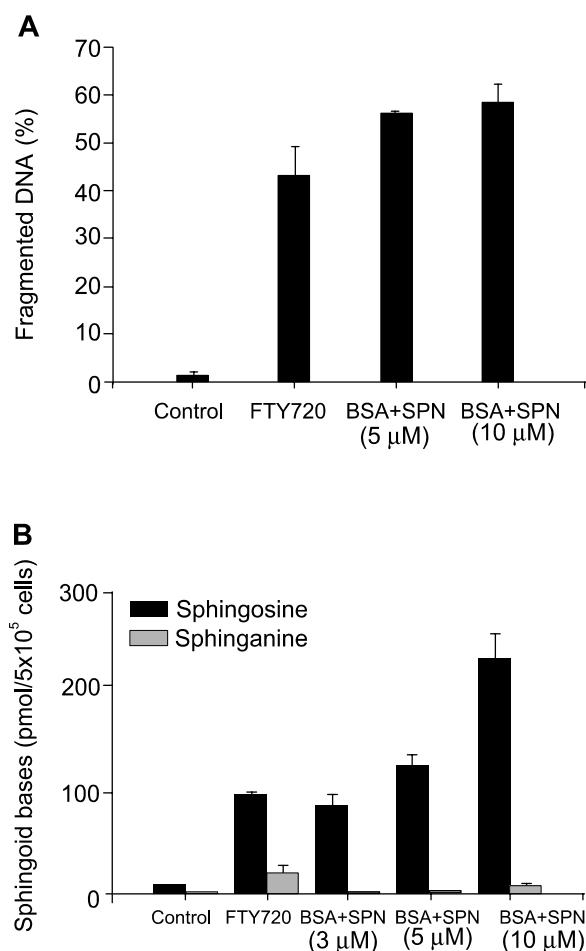 A
Fragmented DNA (%)
70
60
50
40
30
20
10
0
Control FTY720 BSA+SPN BSA+SPN
(5 μM) (10 μM)
B
Sphingoid bases (pmol/5x10⁵ cells)
300
200
100
0
Sphingosine
Sphinganine
Control FTY720 BSA+SPN BSA+SPN BSA+SPN
(3 μM) (5 μM) (10 μM)